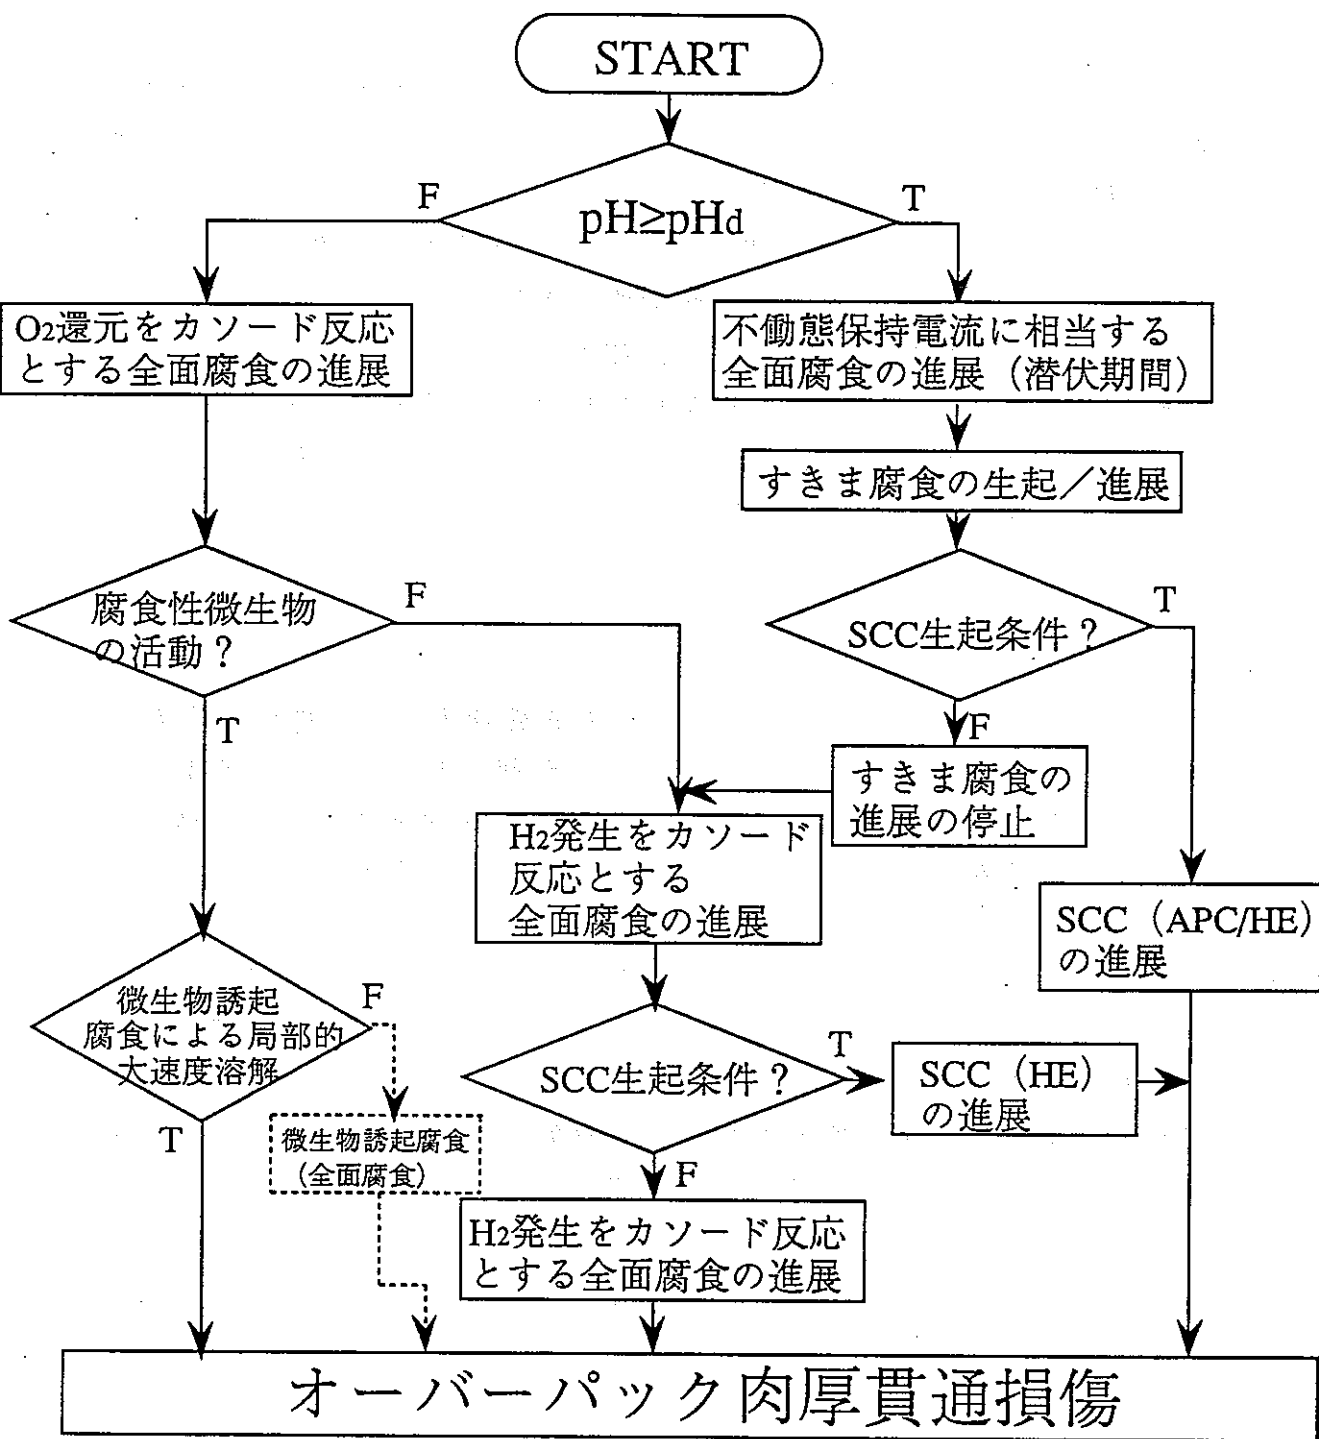 START
F
T
pH≥pHd
O2還元をカソード反応
とする全面腐食の進展
不働態保持電流に相当する
全面腐食の進展（潜伏期間）
すきま腐食の生起／進展
腐食性微生物
の活動？
F
T
SCC生起条件？
T
F
すきま腐食の
進展の停止
H2発生をカソード
反応とする
全面腐食の進展
SCC（APC/HE）
の進展
微生物誘起
腐食による局部的
大速度溶解
F
T
SCC生起条件？
T
SCC（HE）
の進展
微生物誘起腐食
（全面腐食）
F
H2発生をカソード反応
とする全面腐食の進展
オーバーパック肉厚貫通損傷